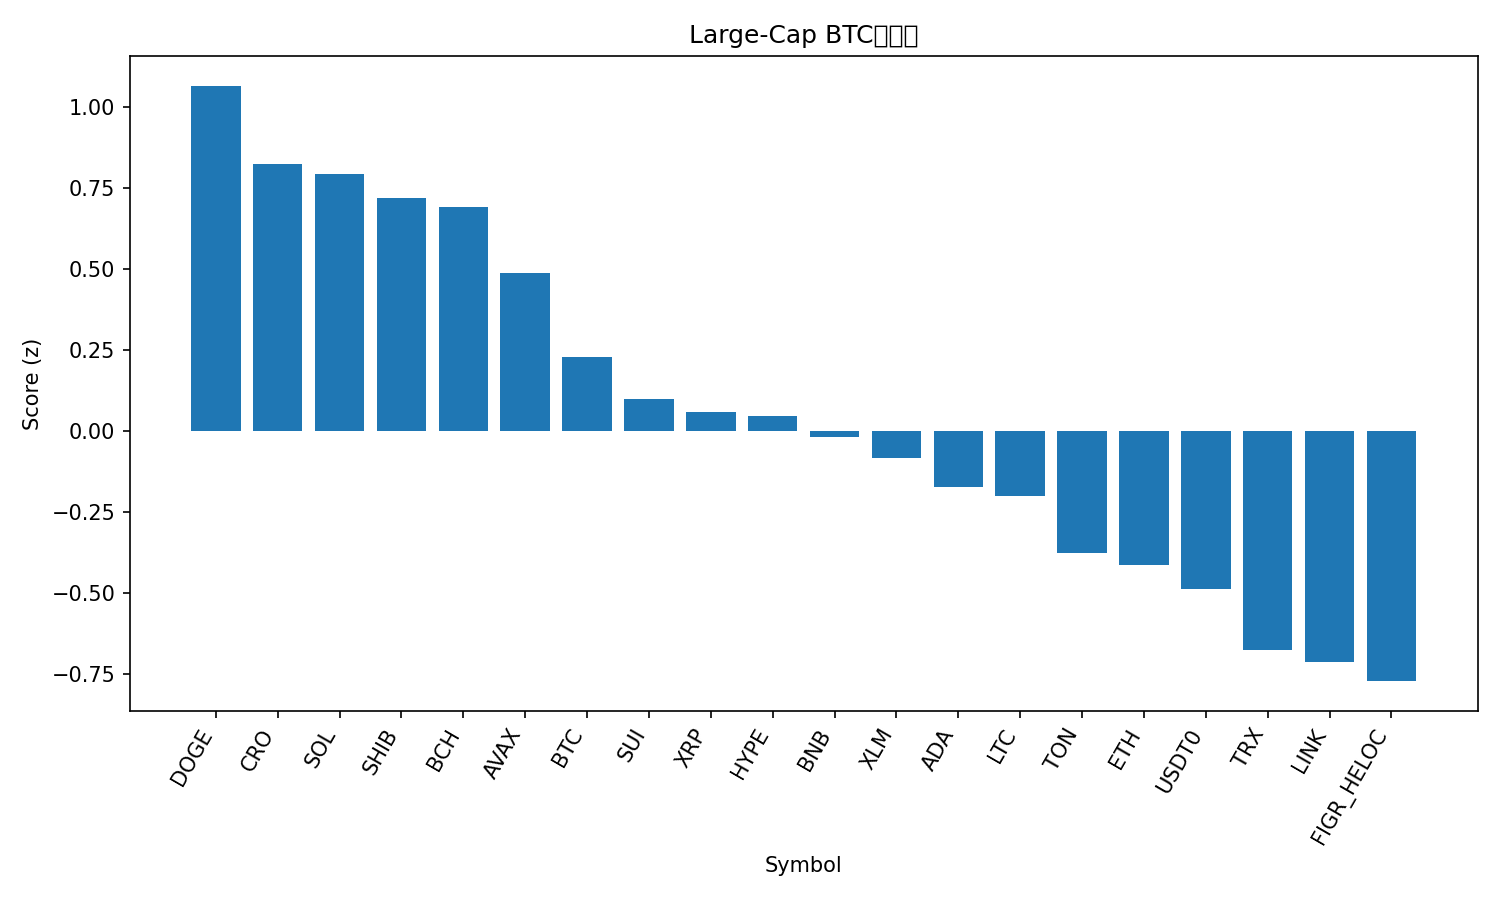 Large-Cap BTC
Score (z)
1.00
0.75
0.50
0.25
0.00
−0.25
−0.50
−0.75
DOGE
CRO
SOL
SHIB
BCH
AVAX
BTC
SUI
XRP
HYPE
BNB
XLM
ADA
LTC
TON
ETH
USDT0
TRX
LINK
FIGR_HELOC
Symbol